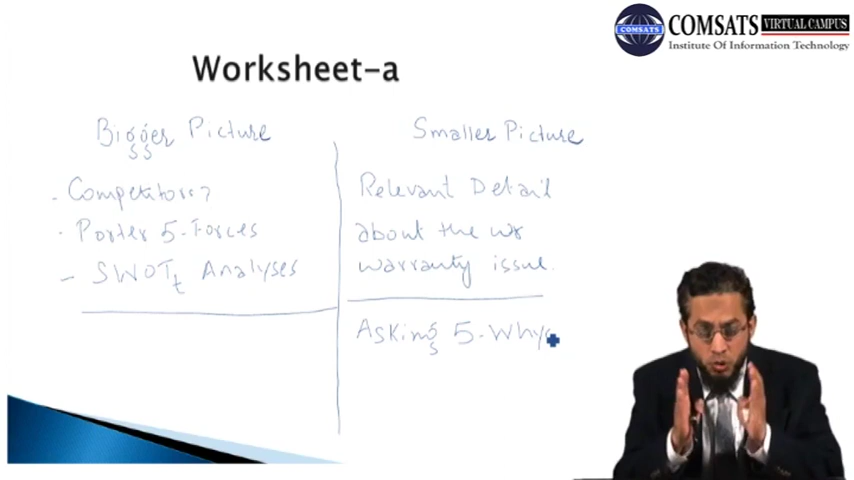 COMSATS VIRTUAL CAMPUS
Institute Of Information Technology
COMSATS
Worksheet-a
Bigger Picture
Competitors?
Porter 5-Forces
SWOT Analyses
Smaller Picture
Relevant Detail
about the
warranty issue.
Asking 5-Whys